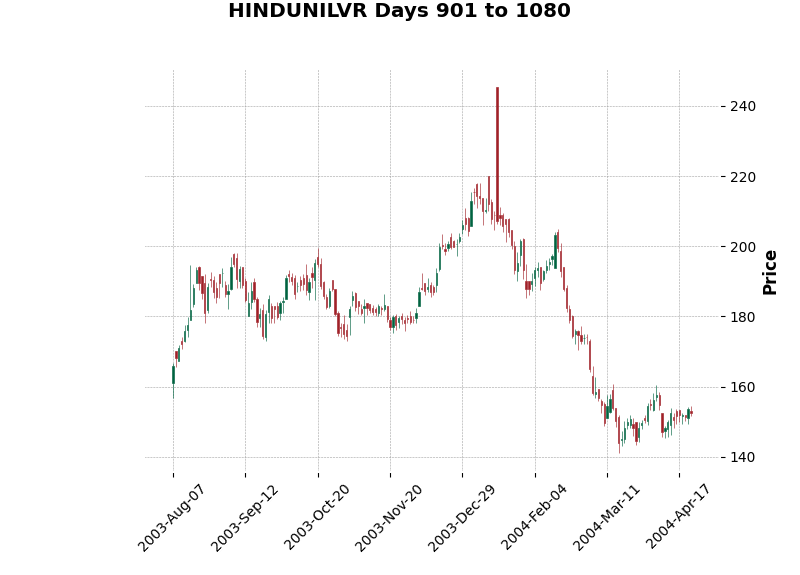 HINDUNILVR Days 901 to 1080
240
220
200
180
160
140
Price
2003-Aug-07
2003-Sep-12
2003-Oct-20
2003-Nov-20
2003-Dec-29
2004-Feb-04
2004-Mar-11
2004-Apr-17